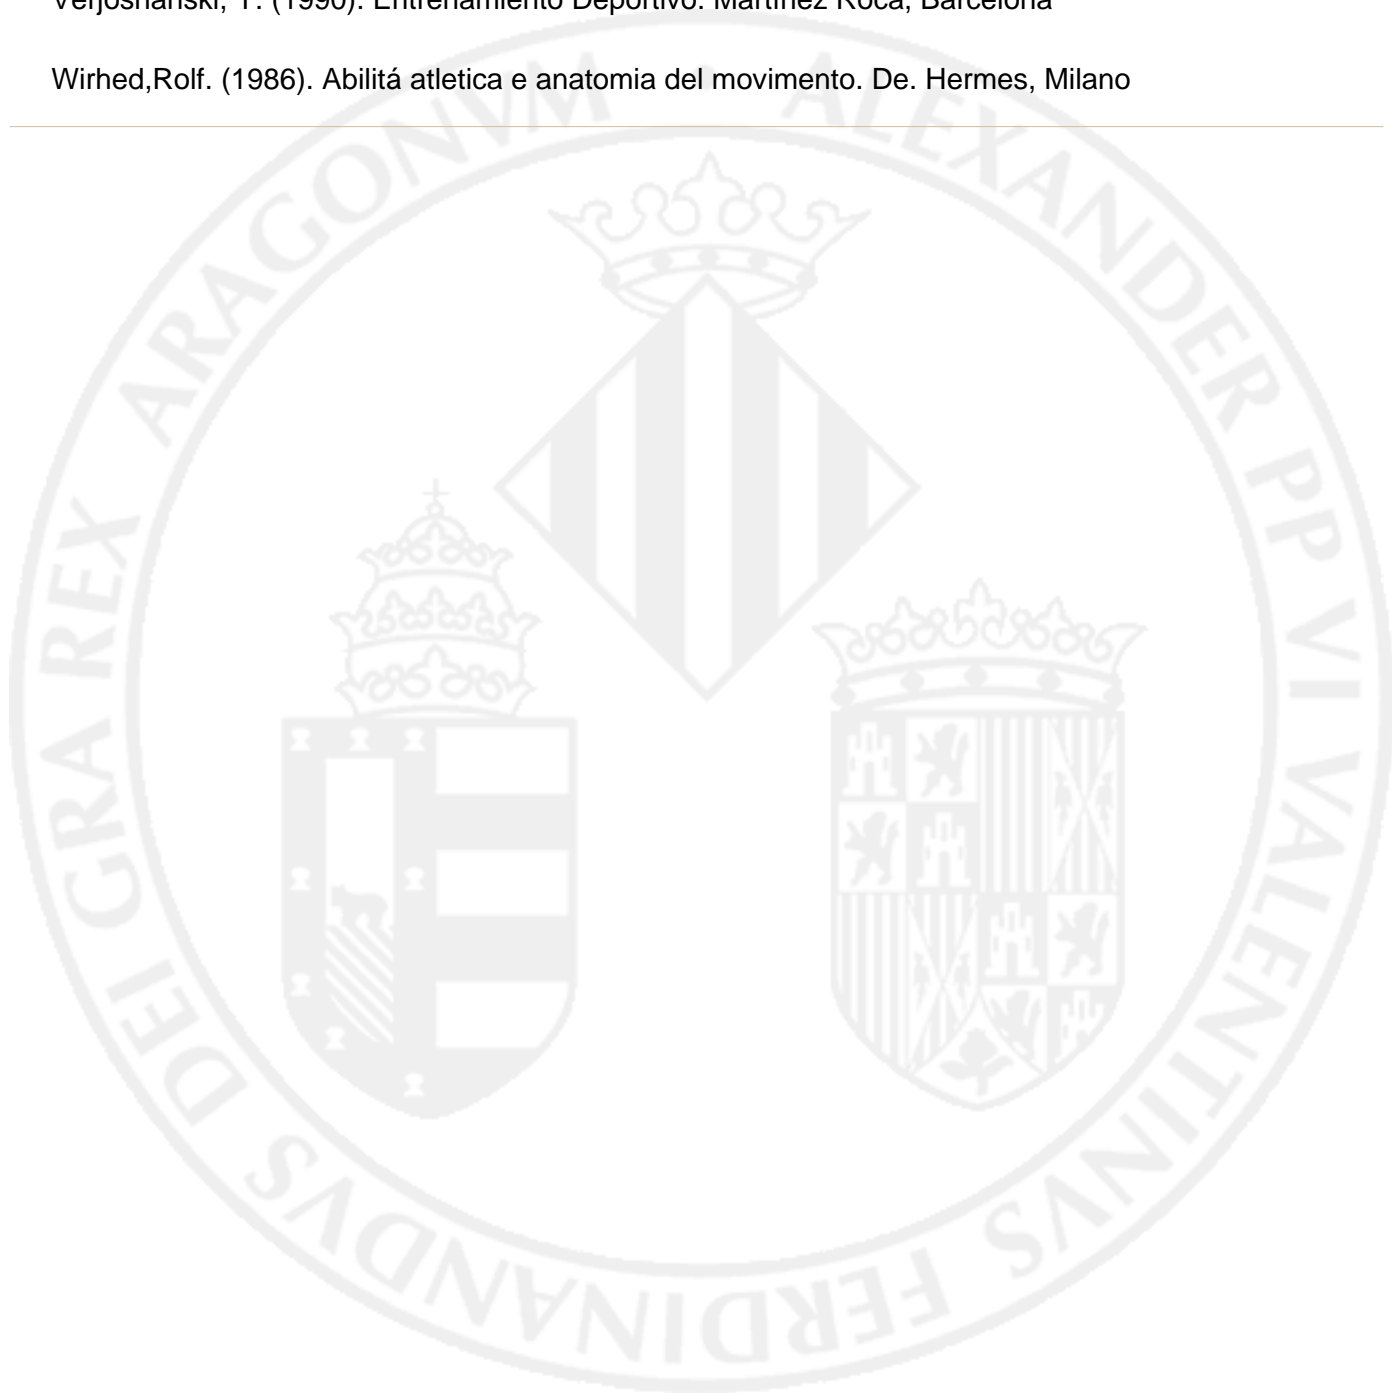 Verjoshanski, Y. (1990). Entrenamiento Deportivo. Martínez Roca, Barcelona
Wirhed,Rolf. (1986). Abilitá atletica e anatomia del movimento. De. Hermes, Milano
ALEXANDER PP VI VALENTINVS FERDINANDVS DEI GRA REX ARAGONVM